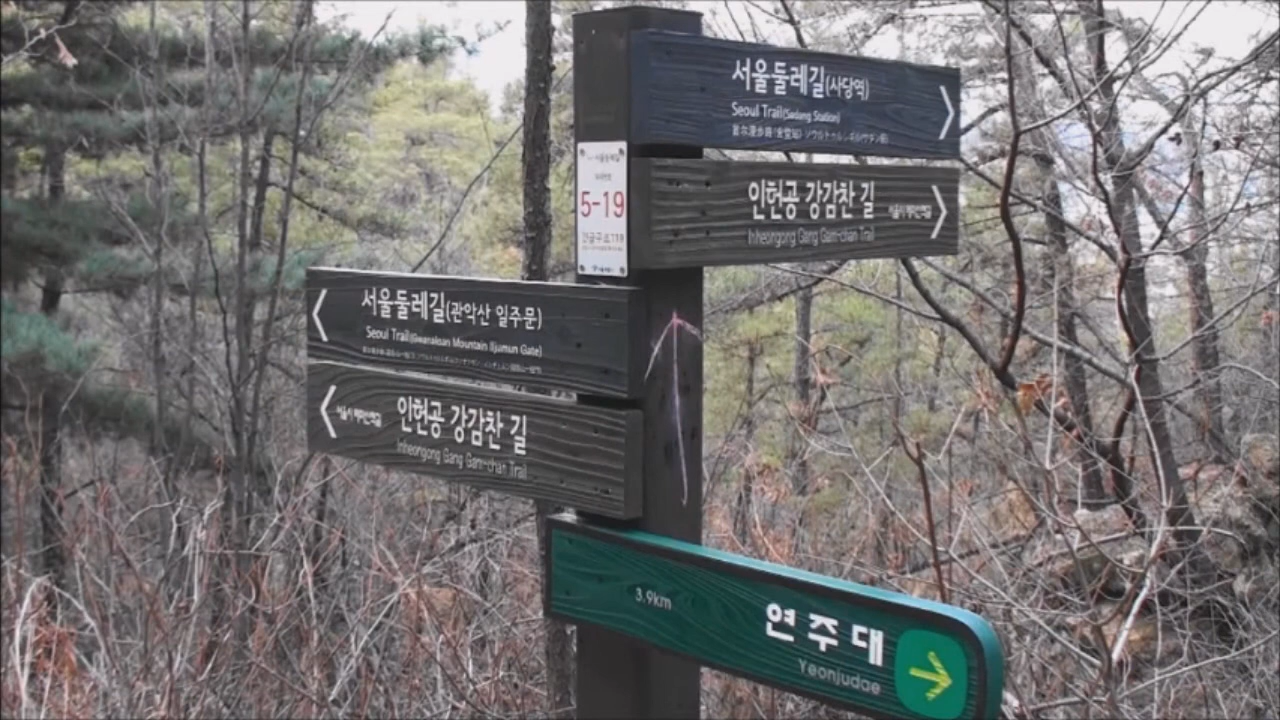 서울둘레길(사당역)
Seoul Trail(Sadang Station)
인헌공 강감찬 길
Inheongong Gang Gam-chan Trail
5-19
서울둘레길(관악산 일주문)
Seoul Trail(Gwanaksan Mountain Iljumun Gate)
인헌공 강감찬 길
Inheongong Gang Gam-chan Trail
3.9km
연주대
Yeonjudae